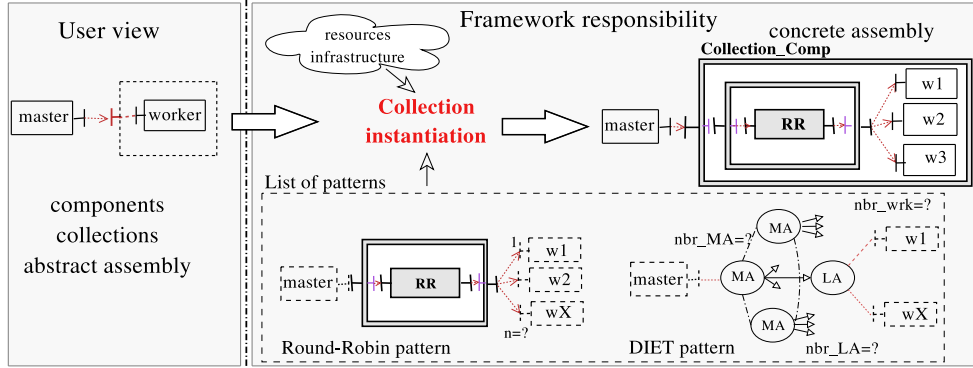 User view
master
worker
components
collections
abstract assembly
Framework responsibility
resources
infrastructure
Collection
instantiation
concrete assembly
Collection_Comp
master
RR
w1
w2
w3
List of patterns
master
RR
1
w1
w2
wX
n=?
Round-Robin pattern
nbr_wrk=?
nbr_MA=?
MA
master
MA
LA
w1
wX
MA
nbr_LA=?
DIET pattern